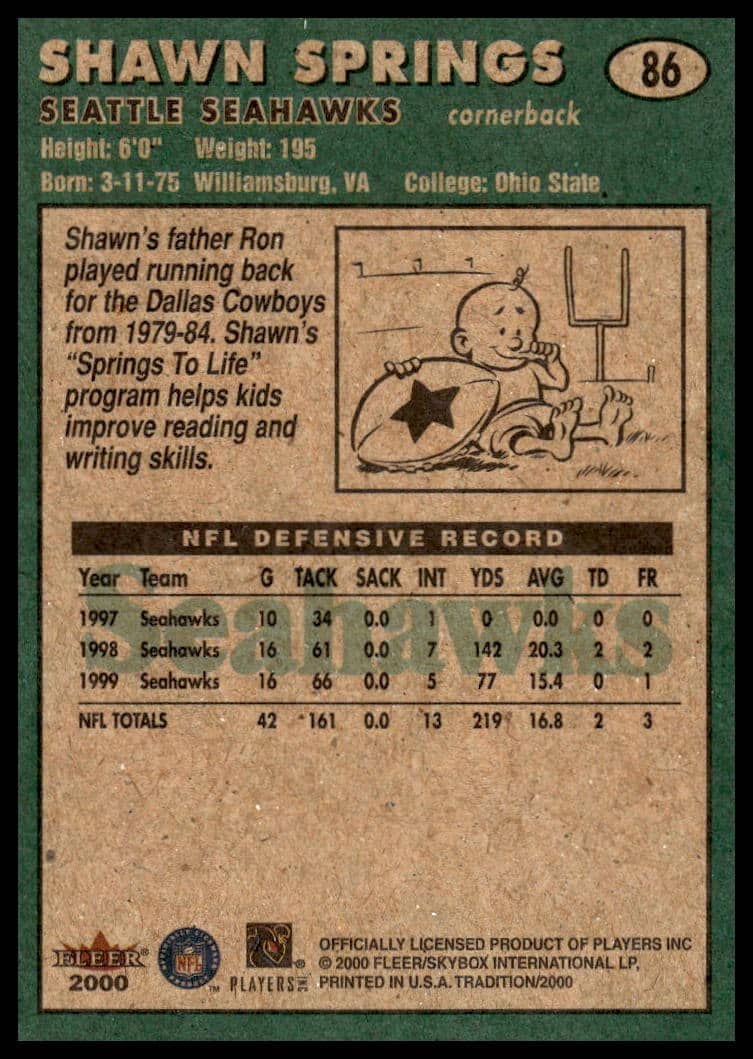 SHAWN SPRINGS 86
SEATTLE SEAHAWKS cornerback
Height: 6'0" Weight: 195
Born: 3-11-75 Williamsburg, VA College: Ohio State
Shawn's father Ron
played running back
for the Dallas Cowboys
from 1979-84. Shawn's
"Springs To Life"
program helps kids
improve reading and
writing skills.
NFL DEFENSIVE RECORD
Year Team G TACK SACK INT YDS AVG TD FR
1997 Seahawks 10 34 0.0 1 0 0.0 0 0
1998 Seahawks 16 61 0.0 7 142 20.3 2 2
1999 Seahawks 16 66 0.0 5 77 15.4 0 1
Seahawks
NFL TOTALS 42 161 0.0 13 219 16.8 2 3
FLEER®
2000
NFL
™
PLAYERS INC
®
OFFICIALLY LICENSED PRODUCT OF PLAYERS INC
© 2000 FLEER/SKYBOX INTERNATIONAL LP,
PRINTED IN U.S.A. TRADITION/2000